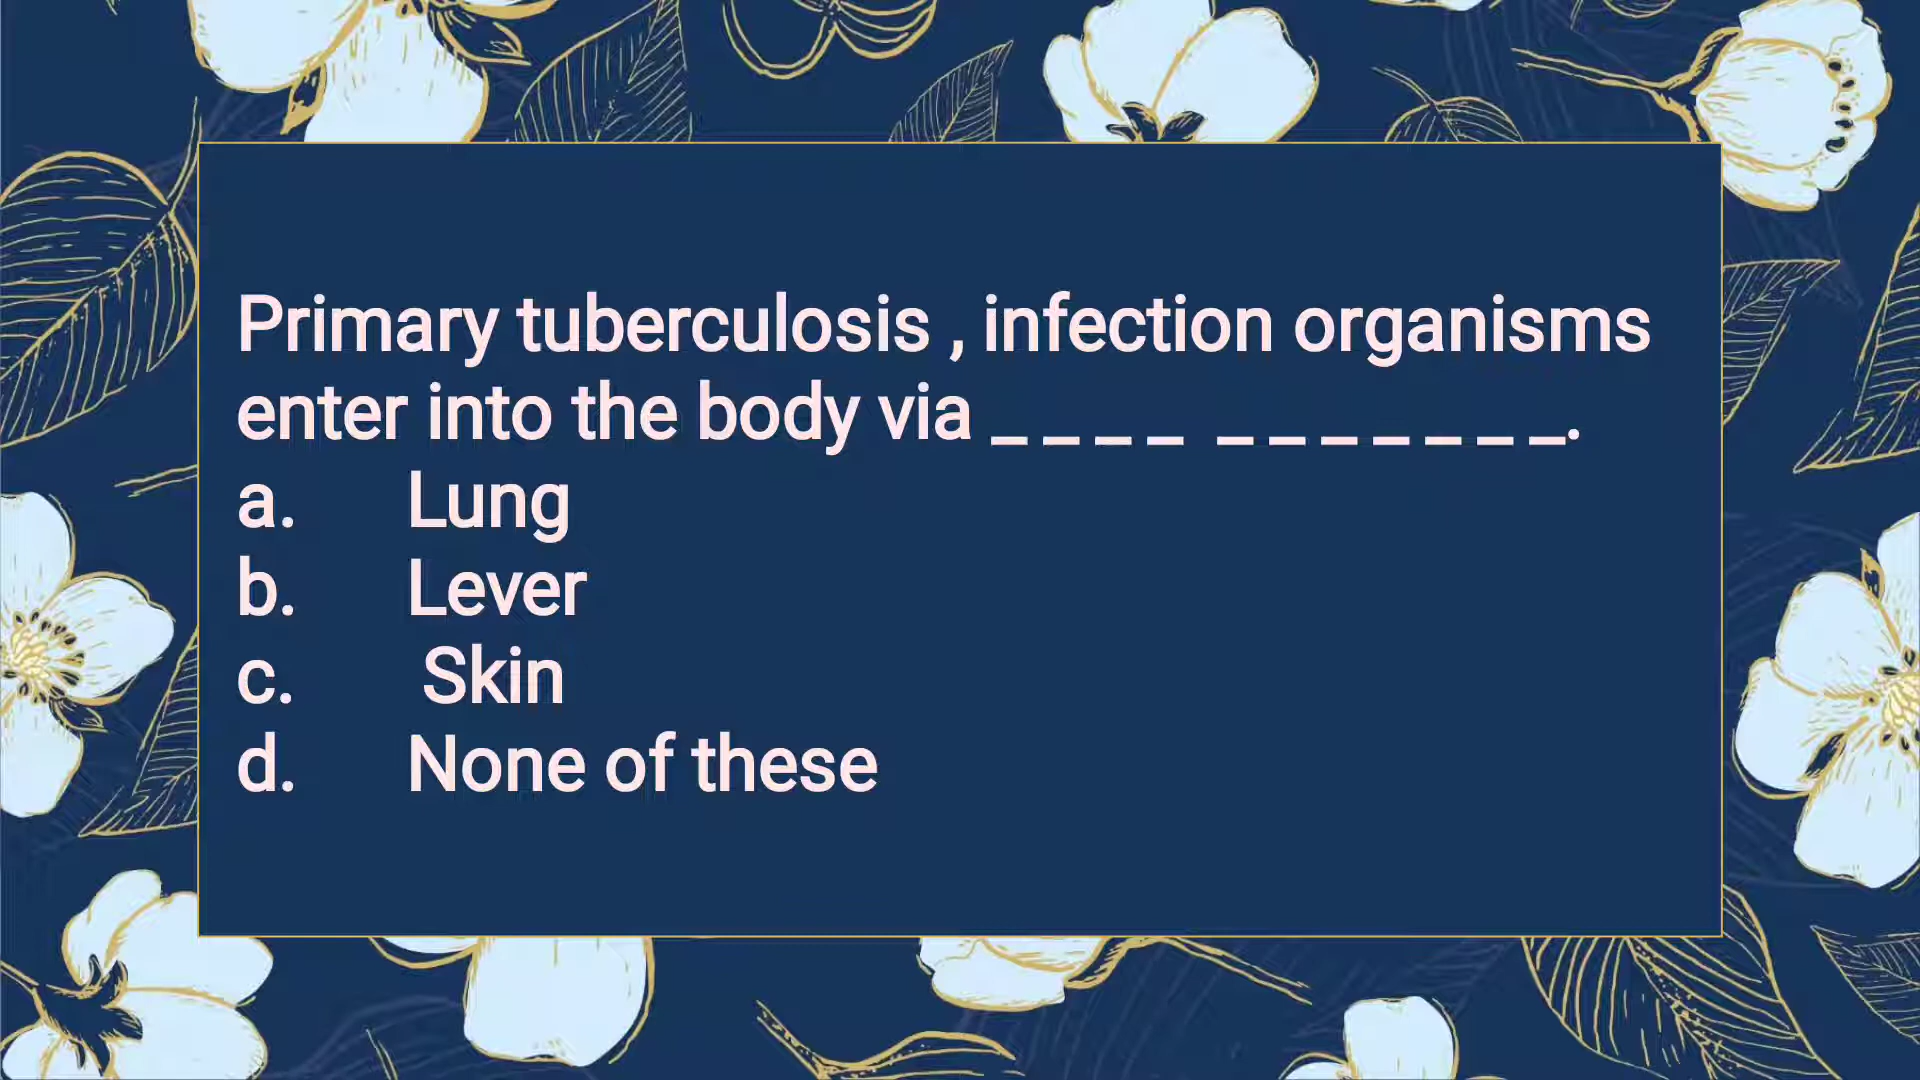 Primary tuberculosis , infection organisms
enter into the body via _ _ _ _ _ _ _ _ _ _ _.
a. Lung
b. Lever
c. Skin
d. None of these